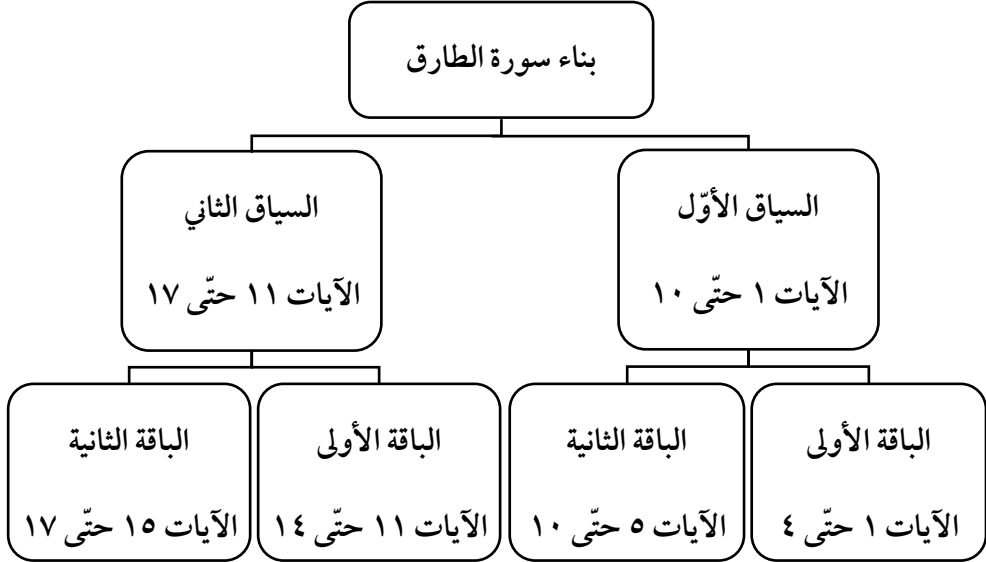 بناء سورة الطارق
السياق الأوّل
الآيات ١ حتّى ١٠
السياق الثاني
الآيات ١١ حتّى ١٧
الباقة الأولى
الآيات ١ حتّى ٤
الباقة الثانية
الآيات ٥ حتّى ١٠
الباقة الأولى
الآيات ١١ حتّى ١٤
الباقة الثانية
الآيات ١٥ حتّى ١٧